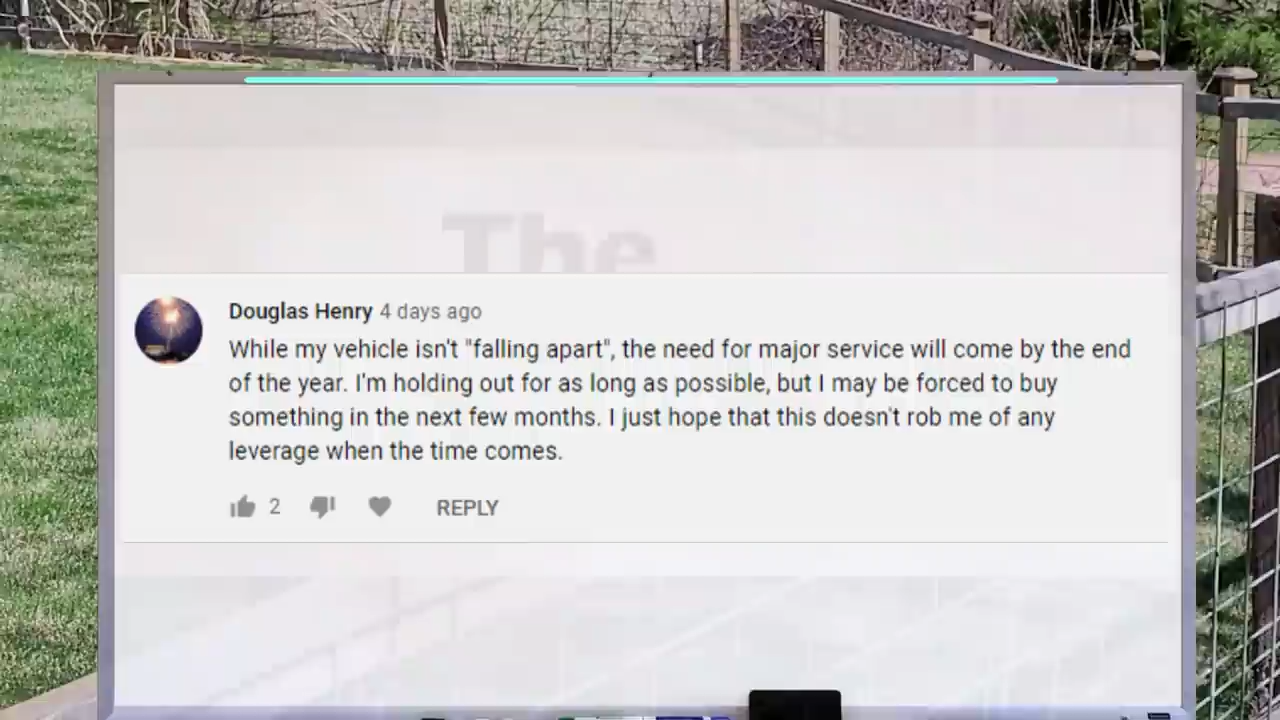 The
Douglas Henry 4 days ago
While my vehicle isn't "falling apart", the need for major service will come by the end
of the year. I'm holding out for as long as possible, but I may be forced to buy
something in the next few months. I just hope that this doesn't rob me of any
leverage when the time comes.
2 REPLY